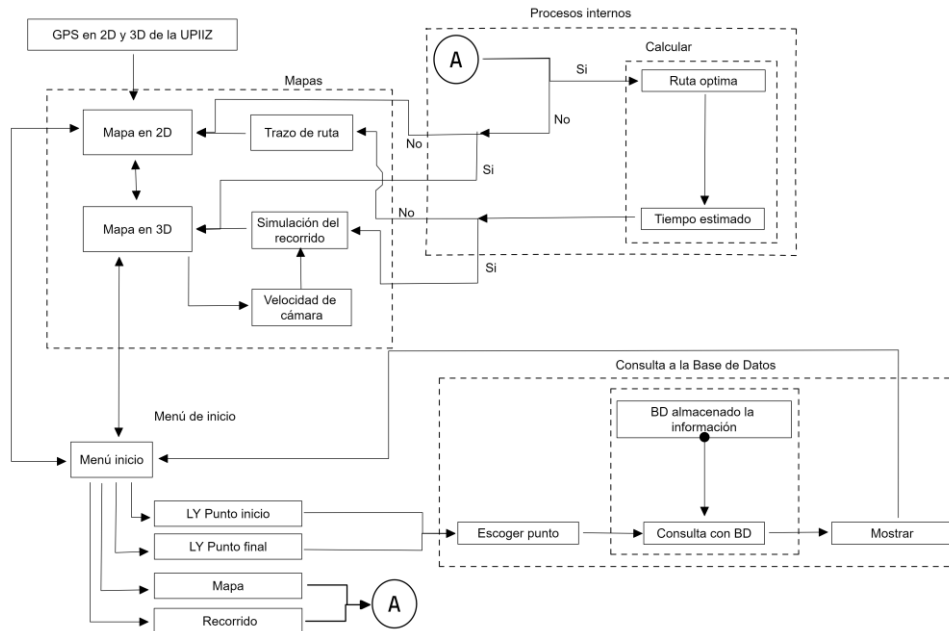 Procesos internos
GPS en 2D y 3D de la UPIIZ
Calcular
A
Si
Ruta optima
Mapas
No
Mapa en 2D
Trazo de ruta
No
Si
Mapa en 3D
Simulación del
recorrido
No
Tiempo estimado
Si
Velocidad de
cámara
Consulta a la Base de Datos
Menú de inicio
BD almacenado la
información
Menú inicio
LY Punto inicio
LY Punto final
Escoger punto
Consulta con BD
Mostrar
Mapa
A
Recorrido